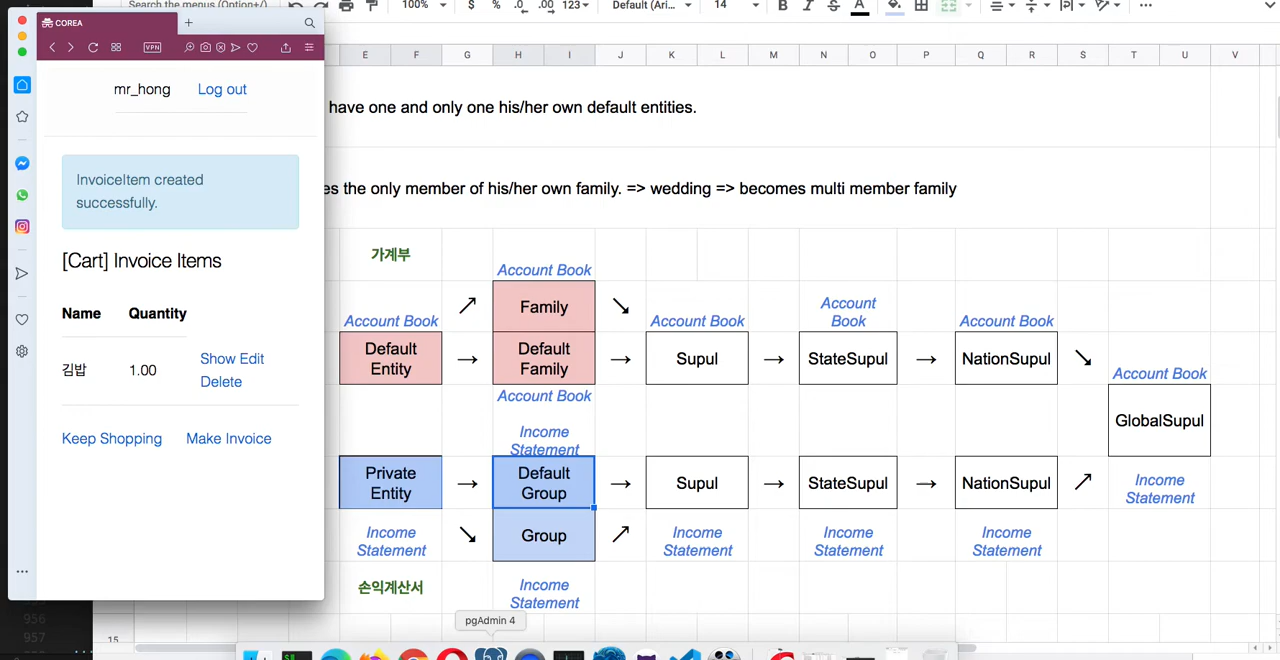 Search the menus (Option+/)
100%
$
%
.0
.00
123
Default (Ari...
14
B
I
S
A
COREA
VPN
mr_hong
Log out
InvoiceItem created
successfully.
[Cart] Invoice Items
Name
Quantity
김밥
1.00
Show Edit
Delete
Keep Shopping
Make Invoice
E
F
G
H
I
J
K
L
M
N
O
P
Q
R
S
T
U
V
have one and only one his/her own default entities.
es the only member of his/her own family. => wedding => becomes multi member family
가계부
Account Book
Family
Account Book
Account Book
Account
Book
Account Book
Default
Entity
→
Default
Family
→
Supul
→
StateSupul
→
NationSupul
Account Book
Account Book
GlobalSupul
Income
Statement
Private
Entity
→
Default
Group
→
Supul
→
StateSupul
→
NationSupul
Income
Statement
Income
Statement
Group
Income
Statement
Income
Statement
Income
Statement
손익계산서
Income
Statement
956
957
15
pgAdmin 4